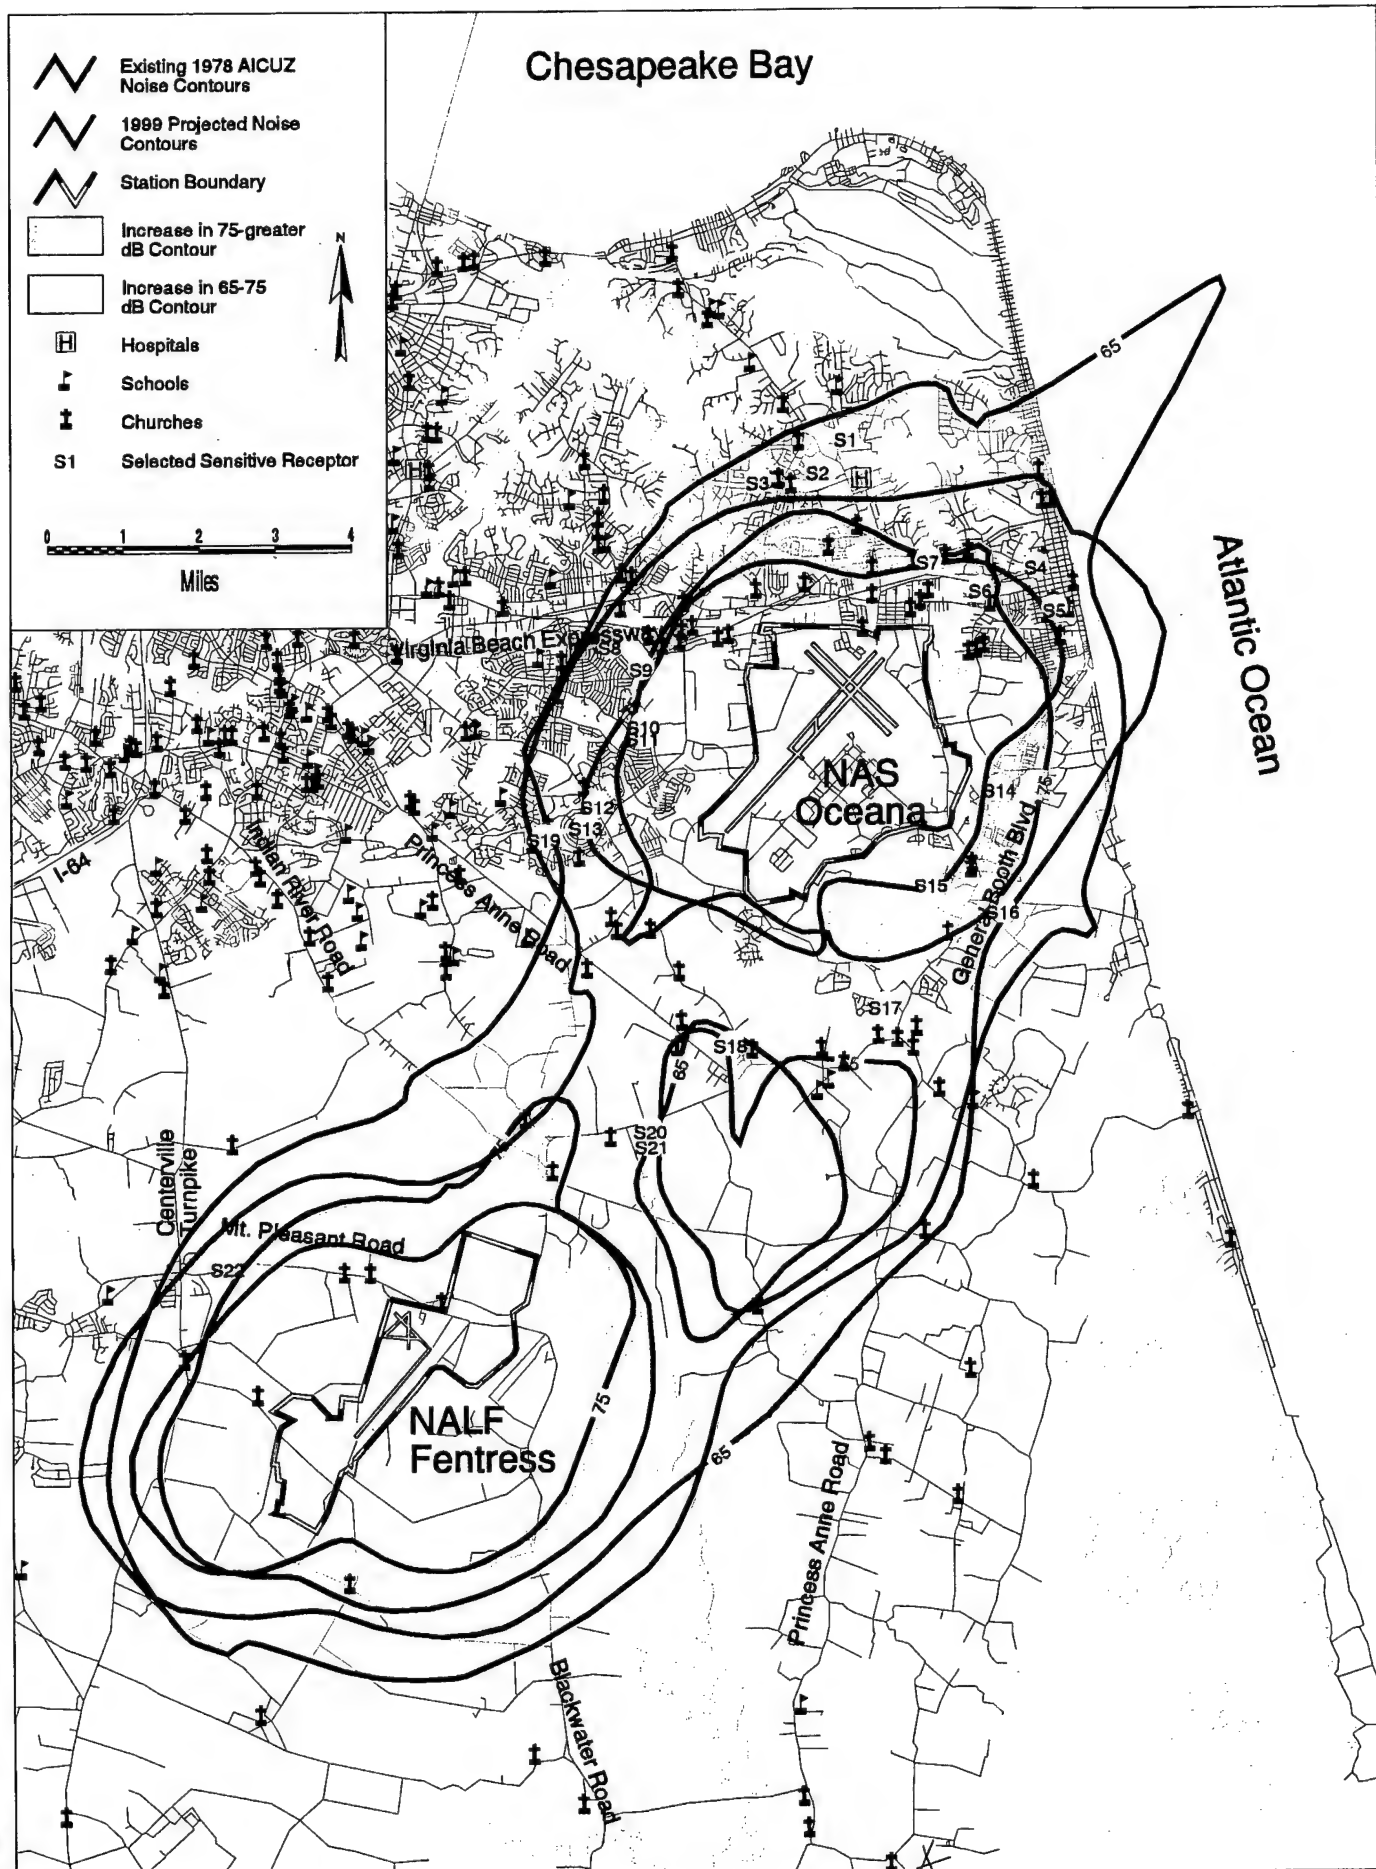 Chesapeake Bay
Existing 1978 AICUZ
Noise Contours
1999 Projected Noise
Contours
Station Boundary
Increase in 75-greater
dB Contour
Increase in 65-75
dB Contour
N
H
Hospitals
Schools
Churches
S1
Selected Sensitive Receptor
0 1 2 3 4
Miles
65
S1
S2
S3
H
H
Atlantic Ocean
S7
S4
S6
S5
Virginia Beach Expressway
S8
S9
S10
S11
NAS
Oceana
S14
75
S12
S13
S19
I-64
Indian River Road
Princess Anne Road
S15
General Booth Blvd
S16
S17
S18
65
S20
S21
Centerville
Turnpike
Mt. Pleasant Road
S22
75
NALF
Fentress
65
Princess Anne Road
Blackwater Road